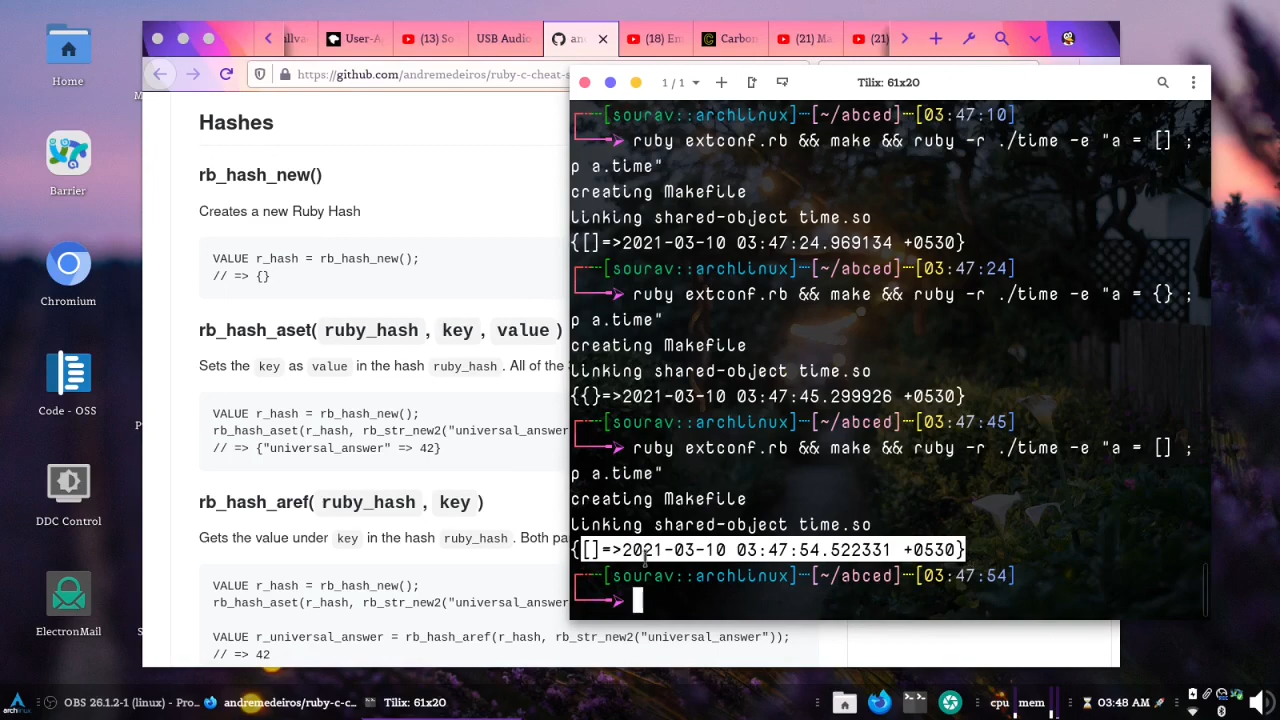 Home
Barrier
Chromium
Code - OSS
DDC Control
ElectronMail
User-A
(13) So
USB Audio
an
(18) En
Carbon
(21) Ma
(21)
https://github.com/andremedeiros/ruby-c-cheat-s
Hashes
rb_hash_new()
Creates a new Ruby Hash
VALUE r_hash = rb_hash_new();
// => {}
rb_hash_aset( ruby_hash , key , value )
Sets the key as value in the hash ruby_hash . All of the
VALUE r_hash = rb_hash_new();
rb_hash_aset(r_hash, rb_str_new2("universal_answer
// => {"universal_answer" => 42}
rb_hash_aref( ruby_hash , key )
Gets the value under key in the hash ruby_hash . Both pa
VALUE r_hash = rb_hash_new();
rb_hash_aset(r_hash, rb_str_new2("universal_answer
VALUE r_universal_answer = rb_hash_aref(r_hash, rb_str_new2("universal_answer"));
// => 42
1 / 1
Tilix: 61x20
[sourav::archlinux]---[~/abced]---[03:47:10]
ruby extconf.rb && make && ruby -r ./time -e "a = [] ;
p a.time"
creating Makefile
linking shared-object time.so
{[]=>2021-03-10 03:47:24.969134 +0530}
[sourav::archlinux]---[~/abced]---[03:47:24]
ruby extconf.rb && make && ruby -r ./time -e "a = {} ;
p a.time"
creating Makefile
linking shared-object time.so
{{}=>2021-03-10 03:47:45.299926 +0530}
[sourav::archlinux]---[~/abced]---[03:47:45]
ruby extconf.rb && make && ruby -r ./time -e "a = [] ;
p a.time"
creating Makefile
linking shared-object time.so
{[]=>2021-03-10 03:47:54.522331 +0530}
[sourav::archlinux]---[~/abced]---[03:47:54]
archlinux
OBS 26.1.2-1 (linux) - Pro...
andremedeiros/ruby-c-c...
Tilix: 61x20
cpu
mem
03:48 AM